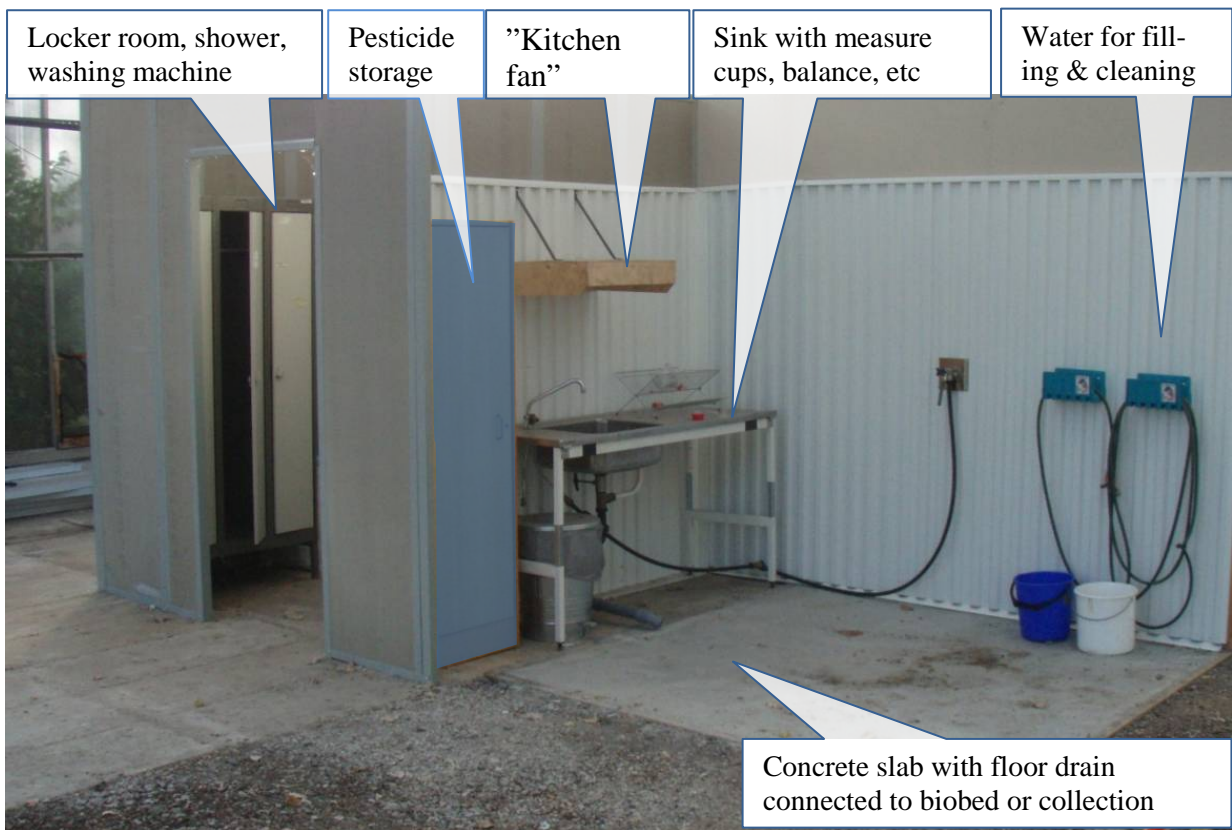 Locker room, shower,
washing machine
Pesticide
storage
”Kitchen
fan”
Sink with measure
cups, balance, etc
Water for fill-
ing & cleaning
Concrete slab with floor drain
connected to biobed or collection